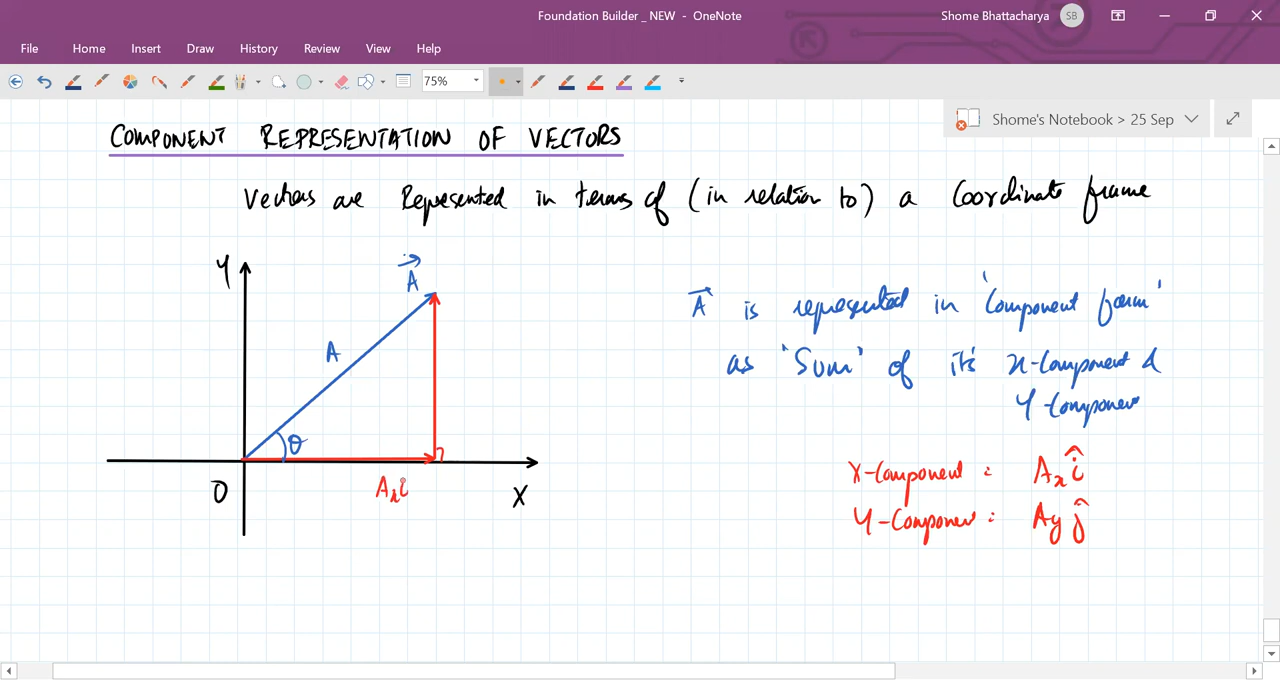 Foundation Builder _ NEW - OneNote
Shome Bhattacharya SB
File Home Insert Draw History Review View Help
75%
Shome's Notebook > 25 Sep
COMPONENT REPRESENTATION OF VECTORS
Vectors are Represented in terms of (in relation to) a Coordinate frame
Y
A⃗
A
θ
O
X
Aₓi
A⃗ is represented in 'Component form'
as 'Sum' of it's x-Component &
Y-Component
X-Component : Aₓ î
Y-Component : Ay ĵ